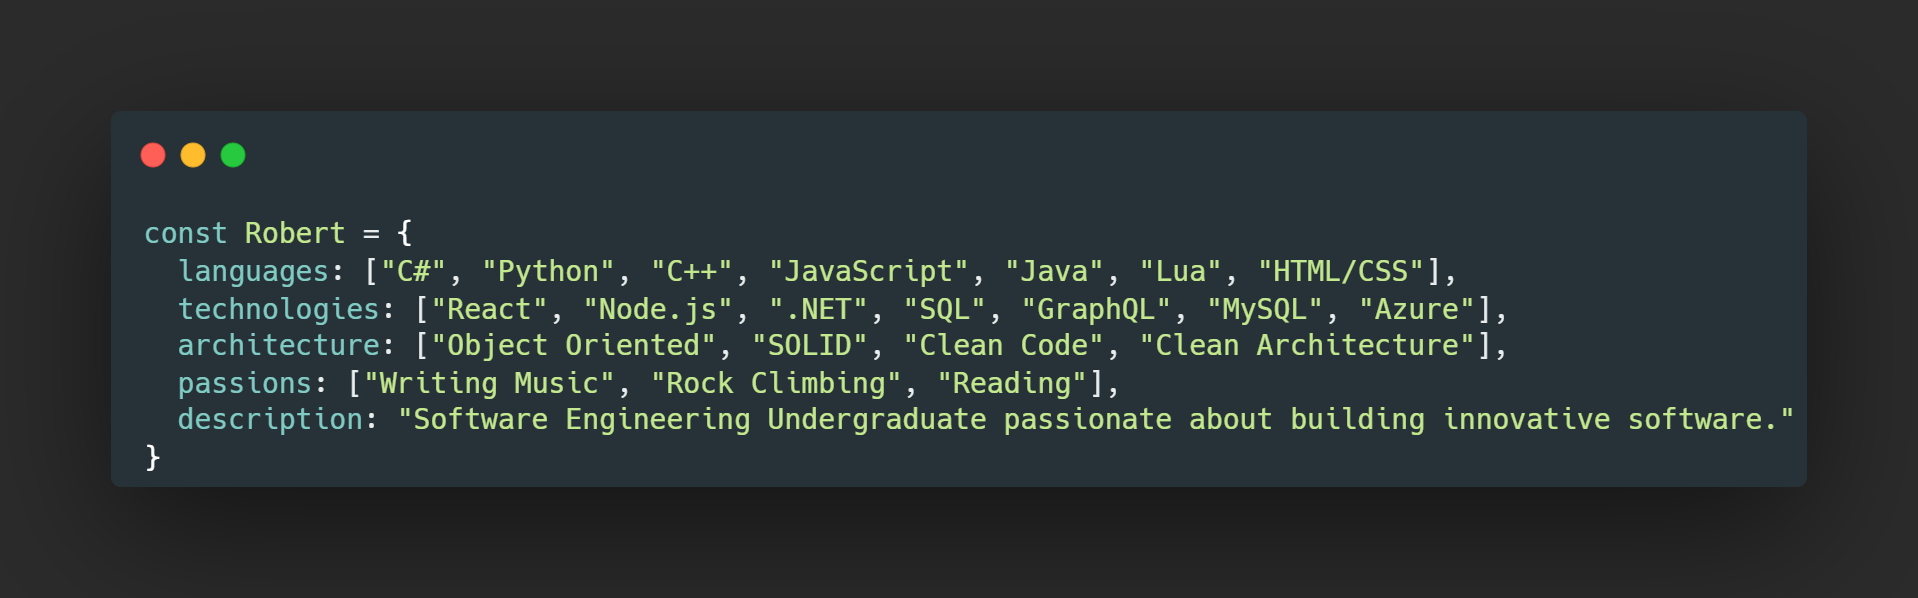 const Robert = {
  languages: ["C#", "Python", "C++", "JavaScript", "Java", "Lua", "HTML/CSS"],
  technologies: ["React", "Node.js", ".NET", "SQL", "GraphQL", "MySQL", "Azure"],
  architecture: ["Object Oriented", "SOLID", "Clean Code", "Clean Architecture"],
  passions: ["Writing Music", "Rock Climbing", "Reading"],
  description: "Software Engineering Undergraduate passionate about building innovative software."
}